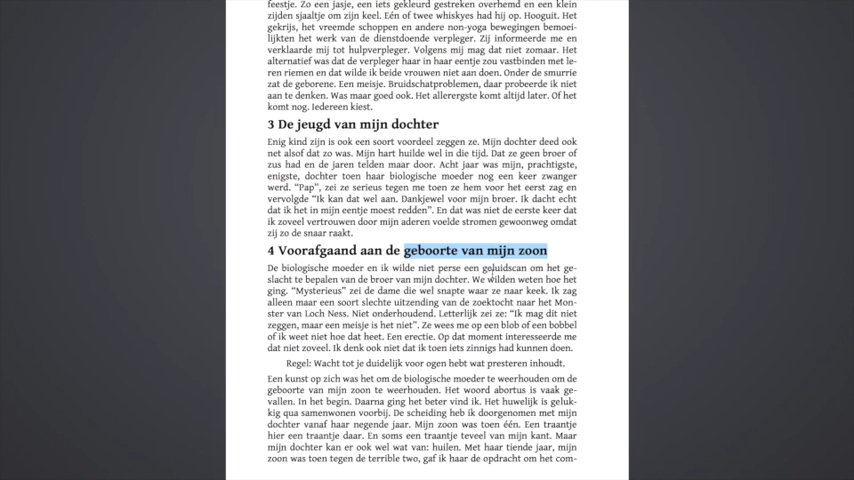 feestje. Zo een jasje, een iets gekleurd gestreken overhemd en een klein
zijden sjaaltje om zijn keel. Eén of twee whiskyes had hij op. Hooguit. Het
gekrijs, het vreemde schoppen en andere non-yoga bewegingen bemoei-
lijkten het werk van de dienstdoende verpleger. Zij informeerde me en
verklaarde mij tot hulpverpleger. Volgens mij mag dat niet zomaar. Het
alternatief was dat de verpleger haar in haar eentje zou vastbinden met le-
ren riemen en dat wilde ik beide vrouwen niet aan doen. Onder de smurrie
zat de geborene. Een meisje. Bruidschatproblemen, daar probeerde ik niet
aan te denken. Was maar goed ook. Het allerergste komt altijd later. Of het
komt nog. Iedereen kiest.
3 De jeugd van mijn dochter
Enig kind zijn is ook een soort voordeel zeggen ze. Mijn dochter deed ook
net alsof dat zo was. Mijn hart huilde wel in die tijd. Dat ze geen broer of
zus had en de jaren telden maar door. Acht jaar was mijn, prachtigste,
enigste, dochter toen haar biologische moeder nog een keer zwanger
werd. “Pap”, zei ze serieus tegen me toen ze hem voor het eerst zag en
vervolgde “Ik kan dat wel aan. Dankjewel voor mijn broer. Ik dacht echt
dat ik het in mijn eentje moest redden”. En dat was niet de eerste keer dat
ik zoveel vertrouwen door mijn aderen voelde stromen gewoonweg omdat
zij zo de snaar raakt.
4 Voorafgaand aan de geboorte van mijn zoon
De biologische moeder en ik wilde niet perse een geluidscan om het ge-
slacht te bepalen van de broer van mijn dochter. We wilden weten hoe het
ging. “Mysterieus” zei de dame die wel snapte waar ze naar keek. Ik zag
alleen maar een soort slechte uitzending van de zoektocht naar het Mon-
ster van Loch Ness. Niet onderhoudend. Letterlijk zei ze: “Ik mag dit niet
zeggen, maar een meisje is het niet”. Ze wees me op een blob of een bobbel
of ik weet niet hoe dat heet. Een erectie. Op dat moment interesseerde me
dat niet zoveel. Ik denk ook niet dat ik toen iets zinnigs had kunnen doen.
Regel: Wacht tot je duidelijk voor ogen hebt wat presteren inhoudt.
Een kunst op zich was het om de biologische moeder te weerhouden om de
geboorte van mijn zoon te weerhouden. Het woord abortus is vaak ge-
vallen. In het begin. Daarna ging het beter vind ik. Het huwelijk is geluk-
kig qua samenwonen voorbij. De scheiding heb ik doorgenomen met mijn
dochter vanaf haar negende jaar. Mijn zoon was toen één. Een traantje
hier een traantje daar. En soms een traantje teveel van mijn kant. Maar
mijn dochter kan er ook wel wat van: huilen. Met haar tiende jaar, mijn
zoon was toen tegen de terrible two, gaf ik haar de opdracht om het com-